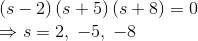 (s − 2) (s + 5) (s + 8) = 0
⇒ s = 2, −5, −8